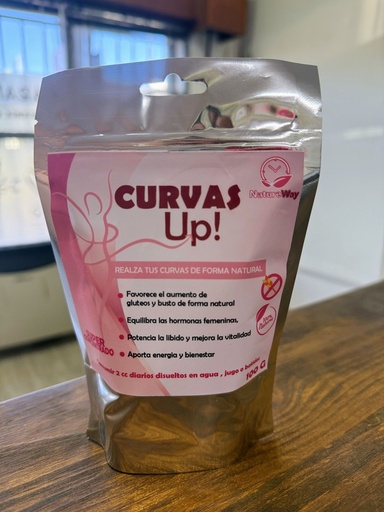 CURVAS
Up!
NatureWay
REALZA TUS CURVAS DE FORMA NATURAL
Favorece el aumento de
gluteos y busto de forma natural
Equilibra las hormonas femeninas.
Potencia la libido y mejora la vitalidad
Aporta energia y bienestar
SUPER
2 cc diarios disueltos en agua , jugo o batido
100 G